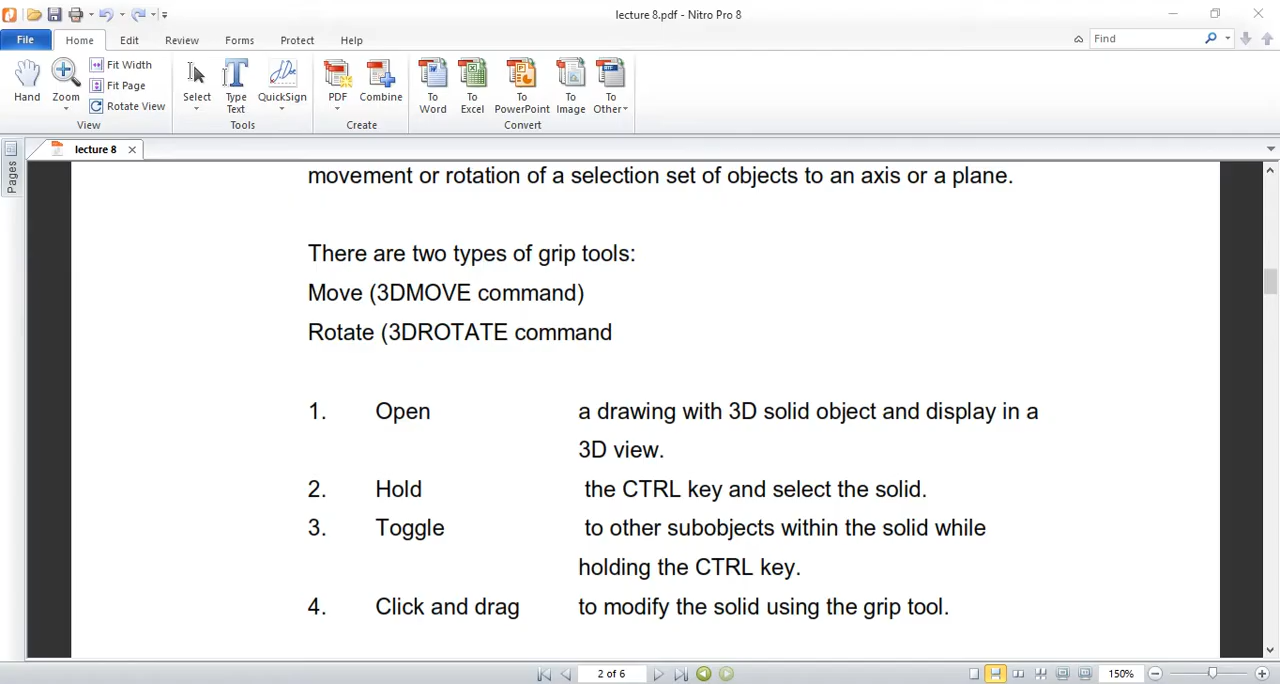 lecture 8.pdf - Nitro Pro 8
File Home Edit Review Forms Protect Help Find
Hand Zoom Fit Width Fit Page Rotate View Select Type Text QuickSign PDF Combine To Word To Excel To PowerPoint To Image To Other
View Tools Create Convert
lecture 8
Pages
movement or rotation of a selection set of objects to an axis or a plane.
There are two types of grip tools:
Move (3DMOVE command)
Rotate (3DROTATE command
1. Open a drawing with 3D solid object and display in a
3D view.
2. Hold the CTRL key and select the solid.
3. Toggle to other subobjects within the solid while
holding the CTRL key.
4. Click and drag to modify the solid using the grip tool.
2 of 6 150%